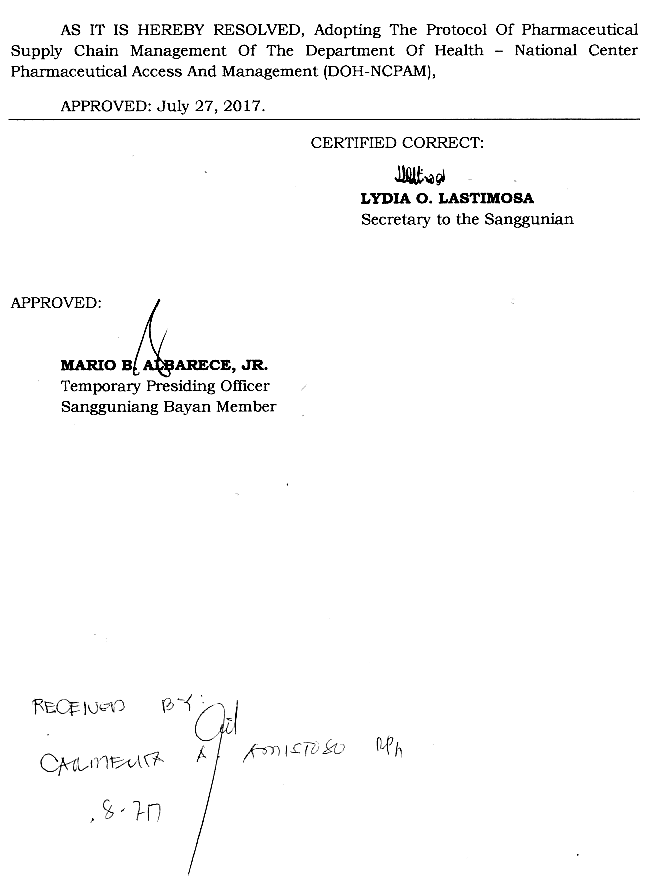 AS IT IS HEREBY RESOLVED, Adopting The Protocol Of Pharmaceutical
Supply Chain Management Of The Department Of Health – National Center
Pharmaceutical Access And Management (DOH-NCPAM),
APPROVED: July 27, 2017.
CERTIFIED CORRECT:
LYDIA O. LASTIMOSA
Secretary to the Sanggunian
APPROVED:
MARIO B. ALBARECE, JR.
Temporary Presiding Officer
Sangguniang Bayan Member
RECEIVED BY:
A. AMISTOSO RPh